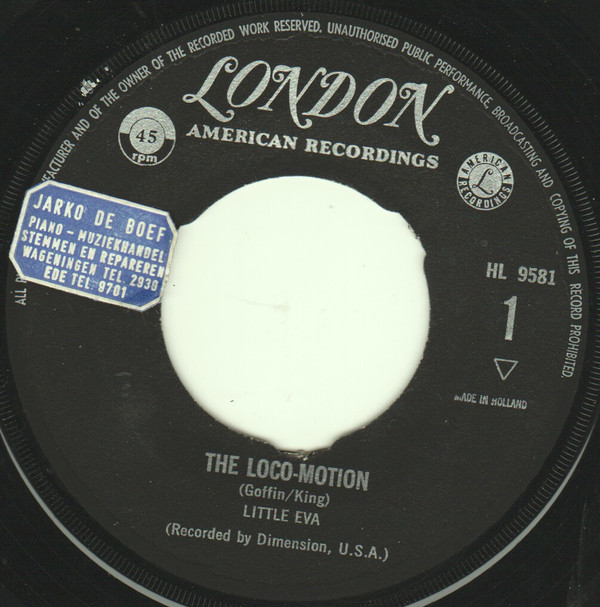 ALL R
FACTURER AND OF THE OWNER OF THE RECORDED WORK RESERVED. UNAUTHORISED PUBLIC PERFORMANCE BROADCASTING AND COPYING OF THIS RECORD PROHIBITED.
LONDON
AMERICAN RECORDINGS
45
rpm
AMERICAN
L
RECORDINGS
JARKO DE BOEF
PIANO - MUZIEKHANDEL
STEMMEN EN REPAREREN
WAGENINGEN TEL. 2930
EDE TEL. 9701
HL 9581
1
MADE IN HOLLAND
THE LOCO-MOTION
(Goffin/King)
LITTLE EVA
(Recorded by Dimension, U.S.A.)